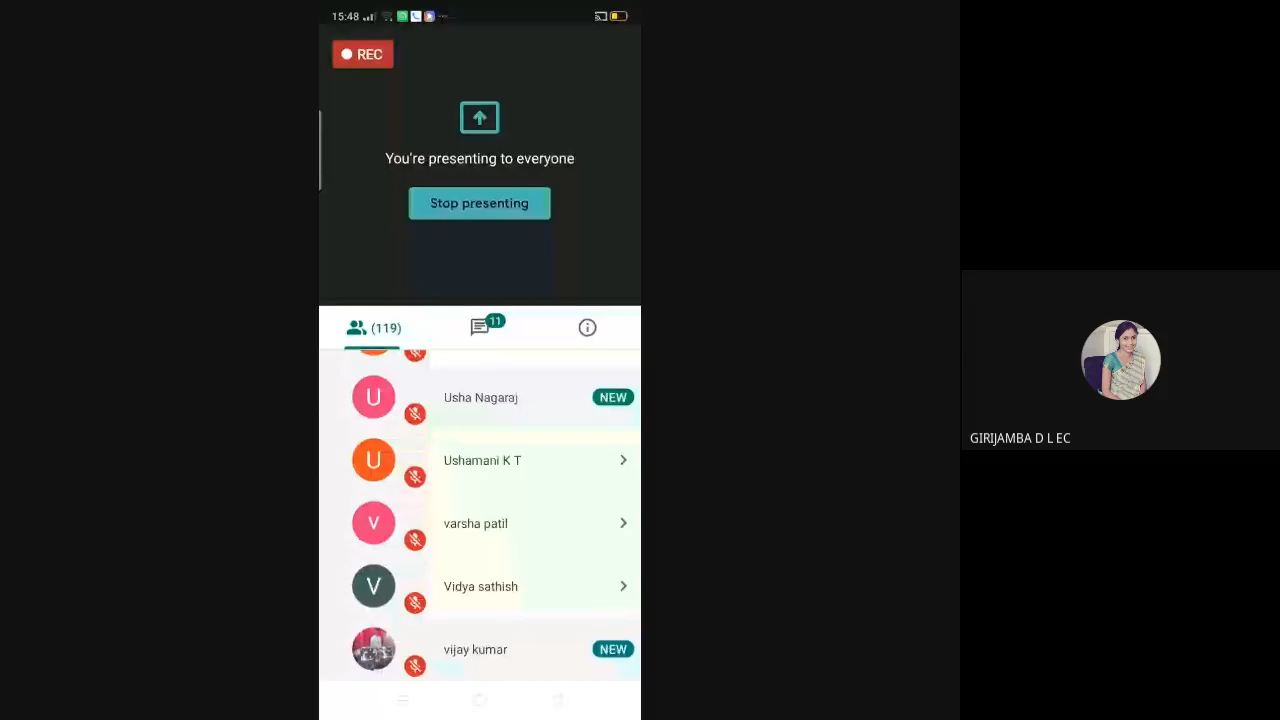 15:48
REC
You're presenting to everyone
Stop presenting
(119)
11
U
Usha Nagaraj
NEW
U
Ushamani K T
V
varsha patil
V
Vidya sathish
vijay kumar
NEW
GIRIJAMBA D L EC